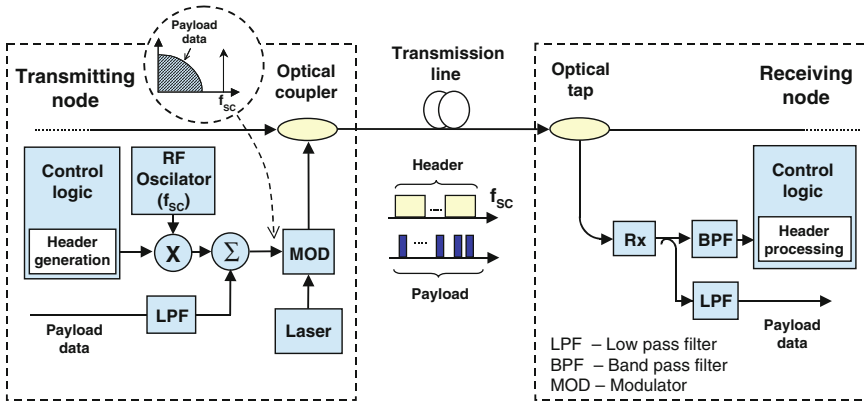 Payload
data
f_SC
Transmitting
node
Optical
coupler
Transmission
line
Optical
tap
Receiving
node
Control
logic
Header
generation
RF
Oscilator
(f_SC)
X
Σ
MOD
Laser
LPF
Payload
data
Header
f_SC
Payload
Rx
BPF
LPF
Control
logic
Header
processing
Payload
data
LPF – Low pass filter
BPF – Band pass filter
MOD – Modulator